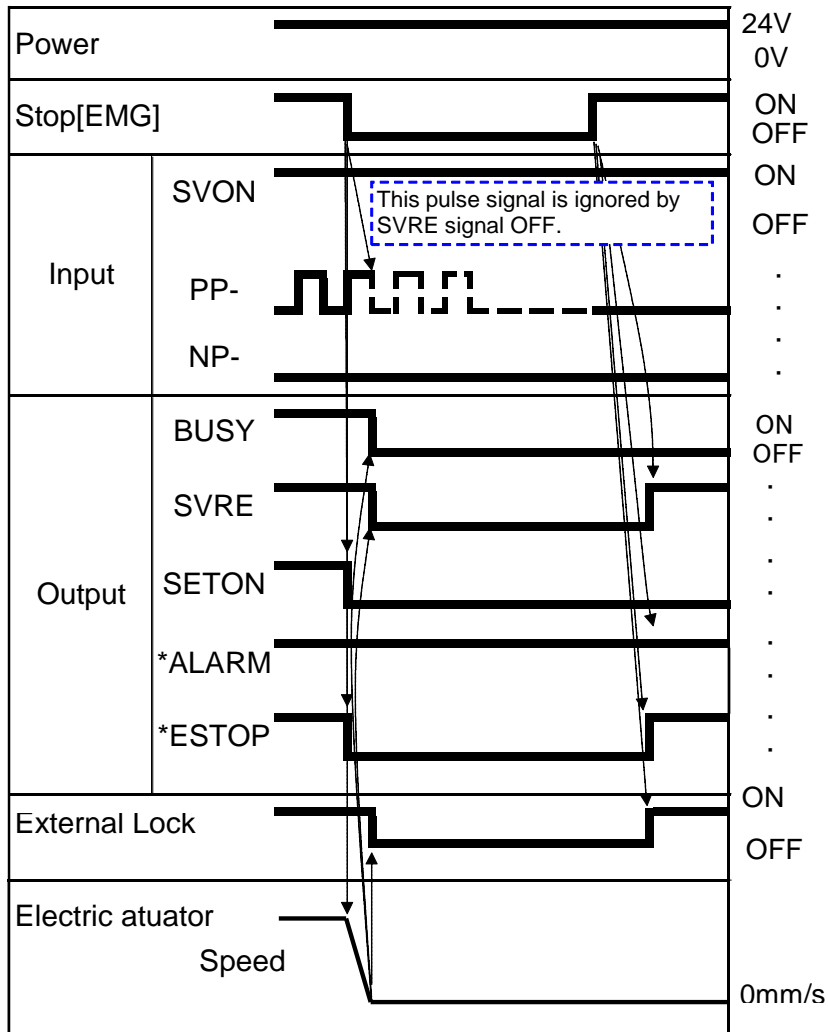 Power
24V
0V
Stop[EMG]
ON
OFF
Input
SVON
ON
OFF
This pulse signal is ignored by
SVRE signal OFF.
PP-
NP-
Output
BUSY
ON
OFF
SVRE
SETON
*ALARM
*ESTOP
External Lock
ON
OFF
Electric atuator
Speed
0mm/s